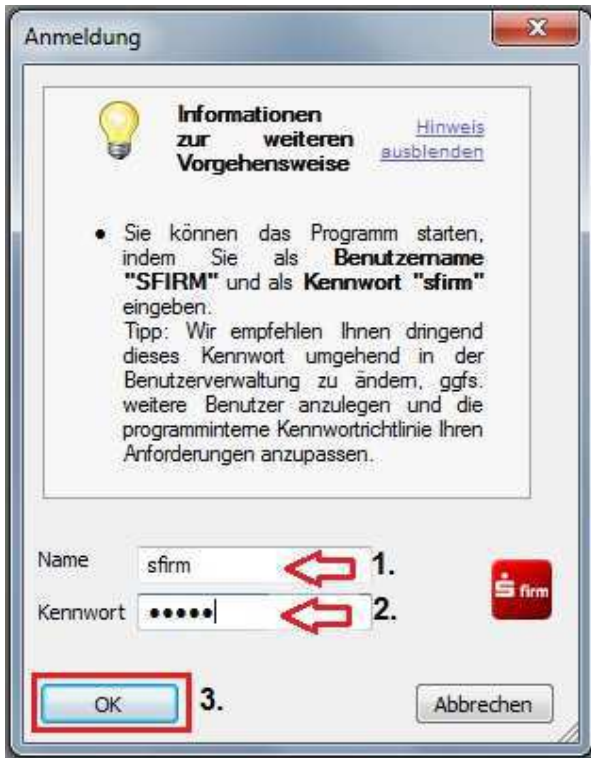 Anmeldung
Informationen
zur weiteren
Vorgehensweise
Hinweis
ausblenden
• Sie können das Programm starten,
indem Sie als Benutzername
"SFIRM" und als Kennwort "sfirm"
eingeben.
Tipp: Wir empfehlen Ihnen dringend
dieses Kennwort umgehend in der
Benutzerverwaltung zu ändern, ggfs.
weitere Benutzer anzulegen und die
programminterne Kennwortrichtlinie Ihren
Anforderungen anzupassen.
Name sfirm 1.
Kennwort ●●●●● 2.
S firm
OK 3. Abbrechen